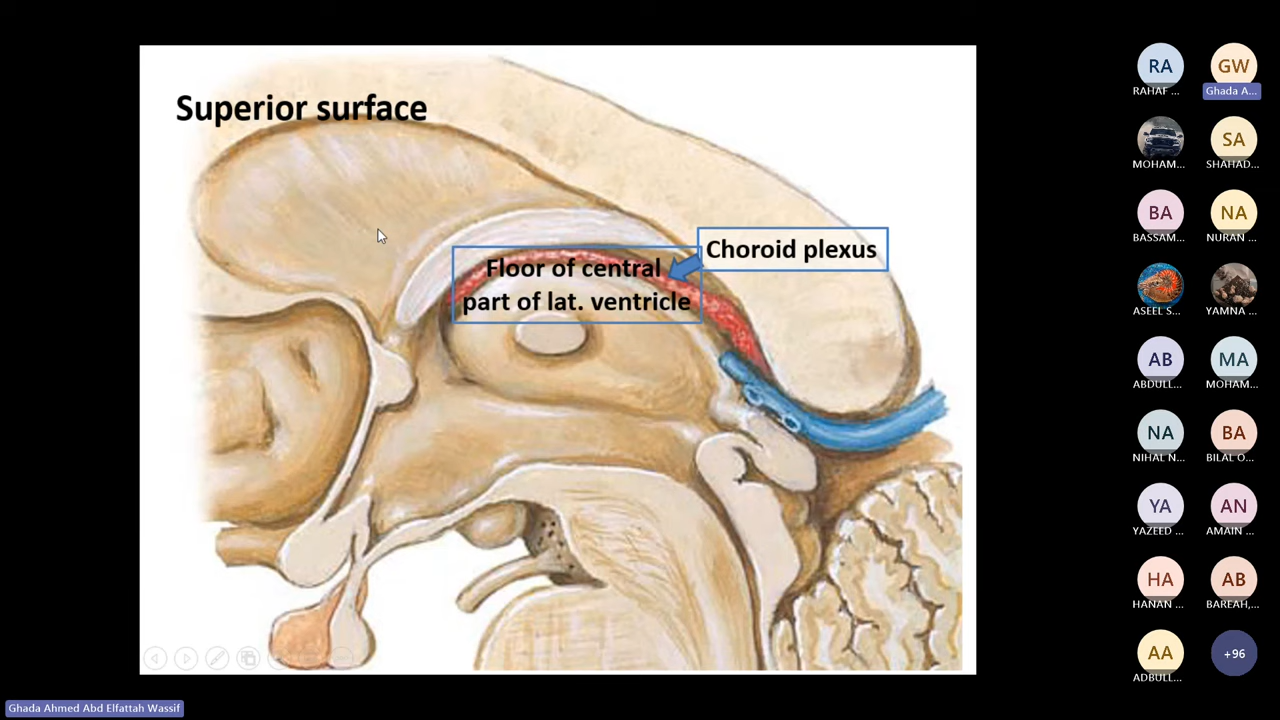 Superior surface
Choroid plexus
Floor of central
part of lat. ventricle
RA
RAHAF ...
GW
Ghada A...
MOHAM...
SA
SHAHAD...
BA
BASSAM...
NA
NURAN ...
ASEEL S...
YAMNA ...
AB
ABDULL...
MA
MOHAM...
NA
NIHAL N...
BA
BILAL O...
YA
YAZEED ...
AN
AMAIN ...
HA
HANAN ...
AB
BAREAH,...
AA
ADBULL...
+96
Ghada Ahmed Abd Elfattah Wassif